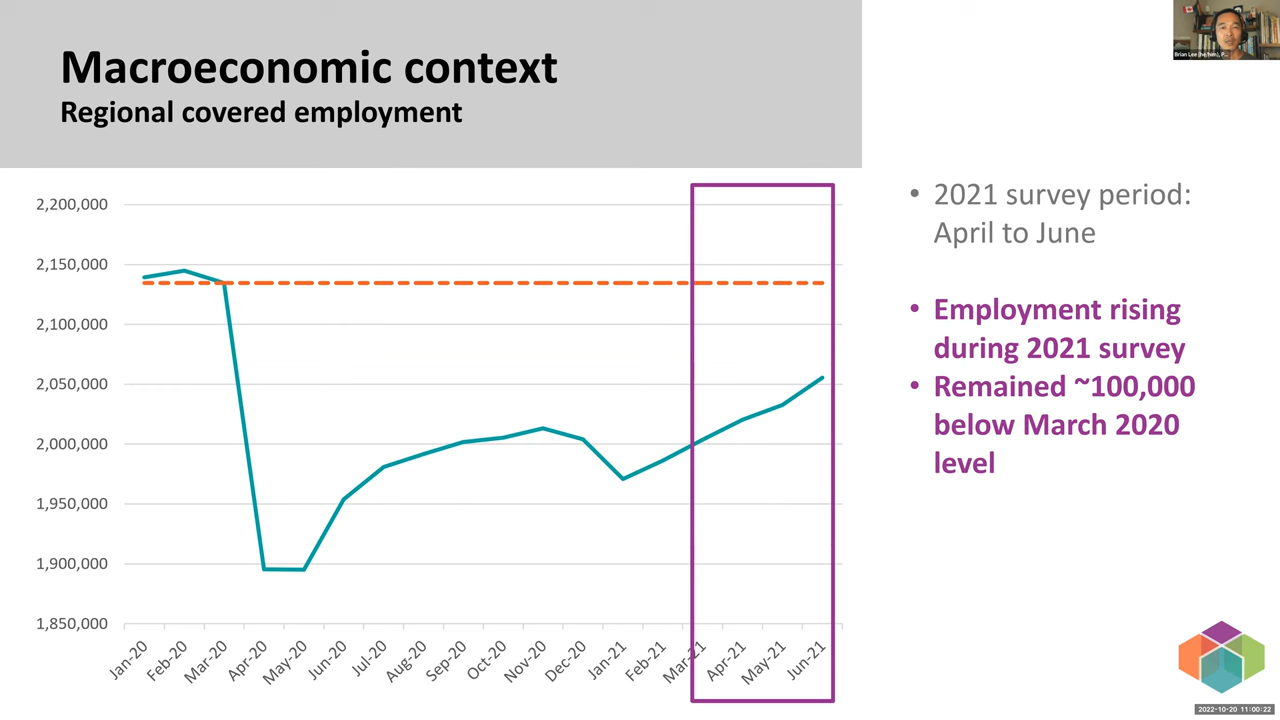 Macroeconomic context
Regional covered employment
Brian Lee (he/him), P...
2,200,000
2,150,000
2,100,000
2,050,000
2,000,000
1,950,000
1,900,000
1,850,000
Jan-20
Feb-20
Mar-20
Apr-20
May-20
Jun-20
Jul-20
Aug-20
Sep-20
Oct-20
Nov-20
Dec-20
Jan-21
Feb-21
Mar-21
Apr-21
May-21
Jun-21
• 2021 survey period:
April to June
• Employment rising
during 2021 survey
• Remained ~100,000
below March 2020
level
2022-10-20 11:00:22